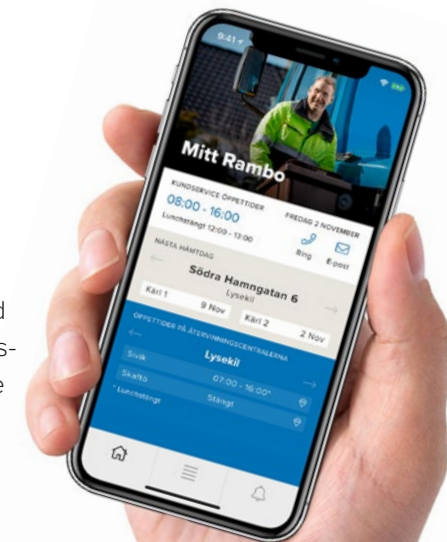 9:41
Mitt Rambo
KUNDSERVICE ÖPPETTIDER
FREDAG 2 NOVEMBER
08:00 - 16:00
Lunchstängt 12:00 - 13:00
Ring
E-post
NÄSTA HÄMTDAG
Södra Hamngatan 6
Lysekil
Kärl 1 9 Nov
Kärl 2 2 Nov
ÖPPETTIDER PÅ ÅTERVINNINGSCENTRALERNA
Lysekil
Sivik 07:00 - 16:00*
Skaftö Stängt
* Lunchstängt
d
s-
e